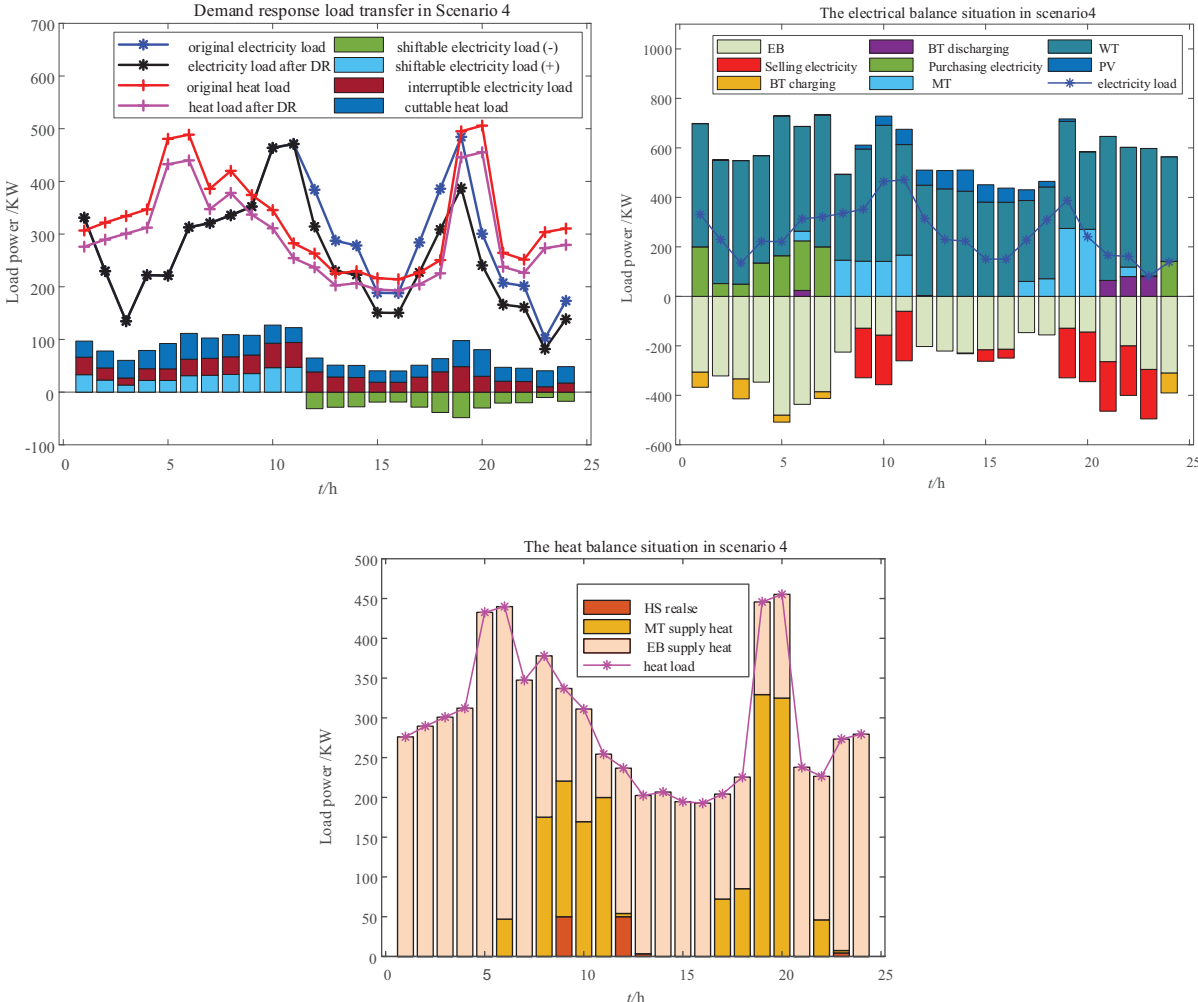 Demand response load transfer in Scenario 4
700
600
500
400
300
200
100
0
-100
Load power /KW
original electricity load
electricity load after DR
original heat load
heat load after DR
shiftable electricity load (-)
shiftable electricity load (+)
interruptible electricity load
cuttable heat load
0
5
10
15
20
25
t/h
The electrical balance situation in scenario4
1000
800
600
400
200
0
-200
-400
-600
Load power /KW
EB
Selling electricity
BT charging
BT discharging
Purchasing electricity
MT
WT
PV
electricity load
0
5
10
15
20
25
t/h
The heat balance situation in scenario 4
500
450
400
350
300
250
200
150
100
50
0
Load power /KW
HS realse
MT supply heat
EB supply heat
heat load
0
5
10
15
20
25
t/h